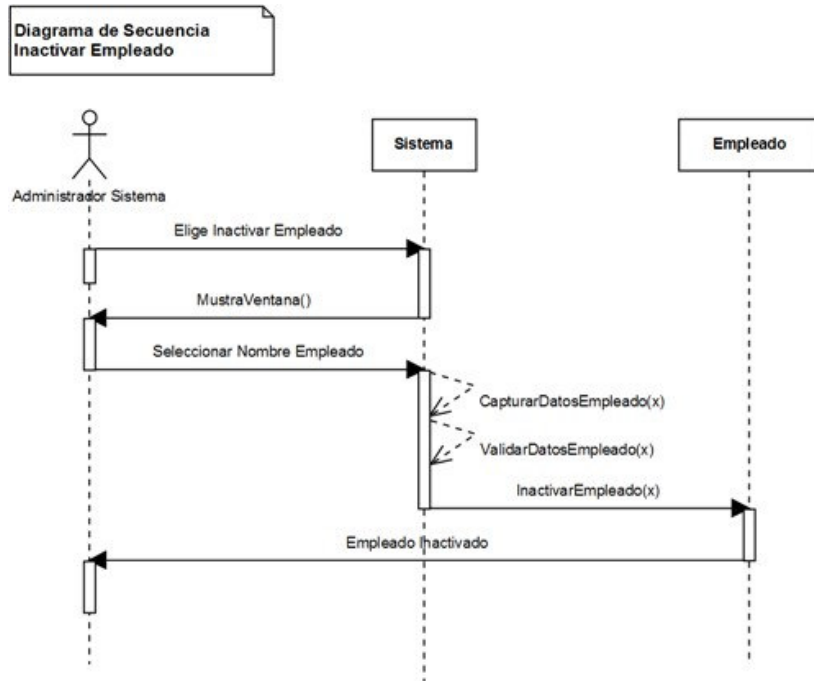 Diagrama de Secuencia
Inactivar Empleado
Sistema
Empleado
Administrador Sistema
Elige Inactivar Empleado
MustraVentana()
Seleccionar Nombre Empleado
CapturarDatosEmpleado(x)
ValidarDatosEmpleado(x)
InactivarEmpleado(x)
Empleado Inactivado